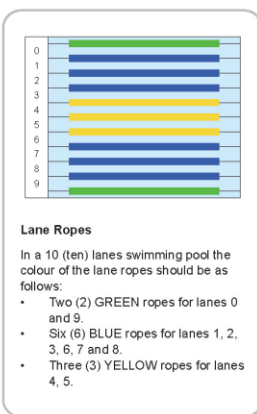 0
1
2
3
4
5
6
7
8
9
Lane Ropes
In a 10 (ten) lanes swimming pool the
colour of the lane ropes should be as
follows:
• Two (2) GREEN ropes for lanes 0
and 9.
• Six (6) BLUE ropes for lanes 1, 2,
3, 6, 7 and 8.
• Three (3) YELLOW ropes for lanes
4, 5.